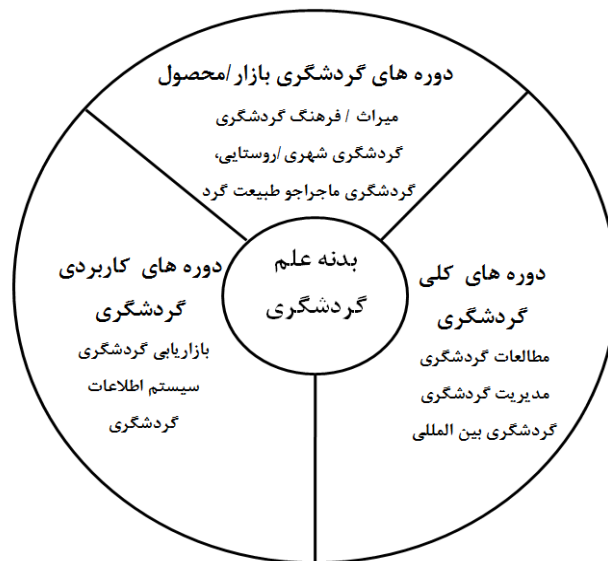 دوره های گردشگری بازار/محصول
میراث / فرهنگ گردشگری
گردشگری شهری /روستایی،
گردشگری ماجراجو طبیعت گرد
بدنه علم
گردشگری
دوره های کلی
گردشگری
مطالعات گردشگری
مدیریت گردشگری
گردشگری بین المللی
دوره های کاربردی
گردشگری
بازاریابی گردشگری
سیستم اطلاعات
گردشگری